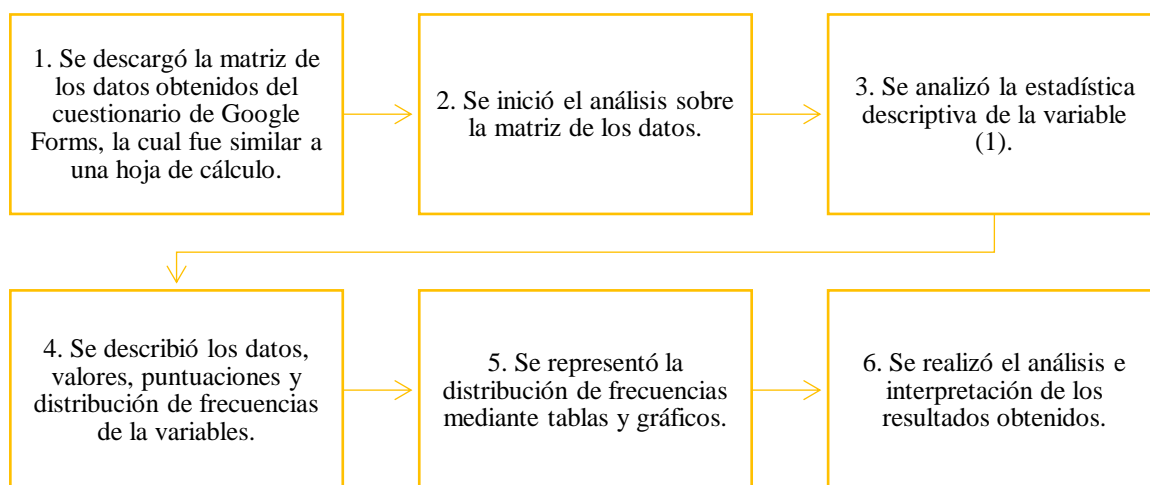 1. Se descargó la matriz de
los datos obtenidos del
cuestionario de Google
Forms, la cual fue similar a
una hoja de cálculo.
2. Se inició el análisis sobre
la matriz de los datos.
3. Se analizó la estadística
descriptiva de la variable
(1).
4. Se describió los datos,
valores, puntuaciones y
distribución de frecuencias
de la variables.
5. Se representó la
distribución de frecuencias
mediante tablas y gráficos.
6. Se realizó el análisis e
interpretación de los
resultados obtenidos.